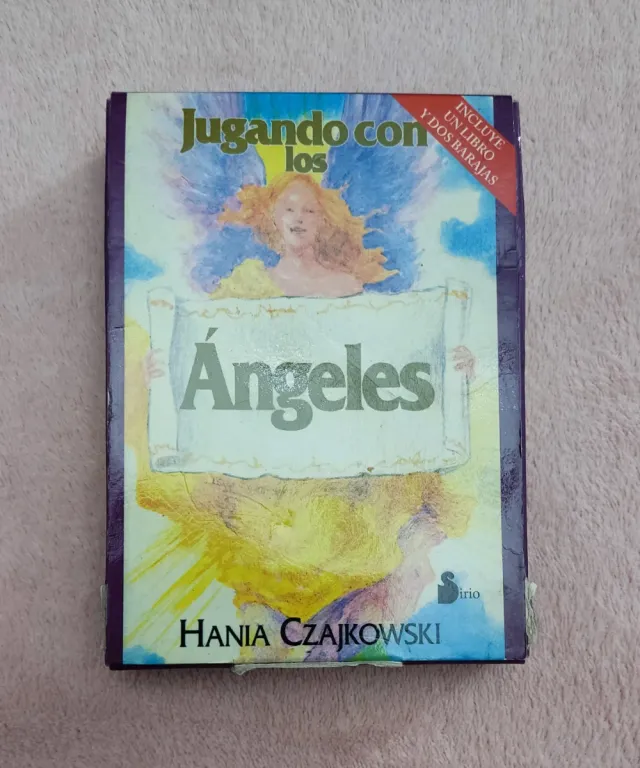 Jugando con
los
INCLUYE
UN LIBRO
Y DOS BARAJAS
Ángeles
Sirio
HANIA CZAJKOWSKI